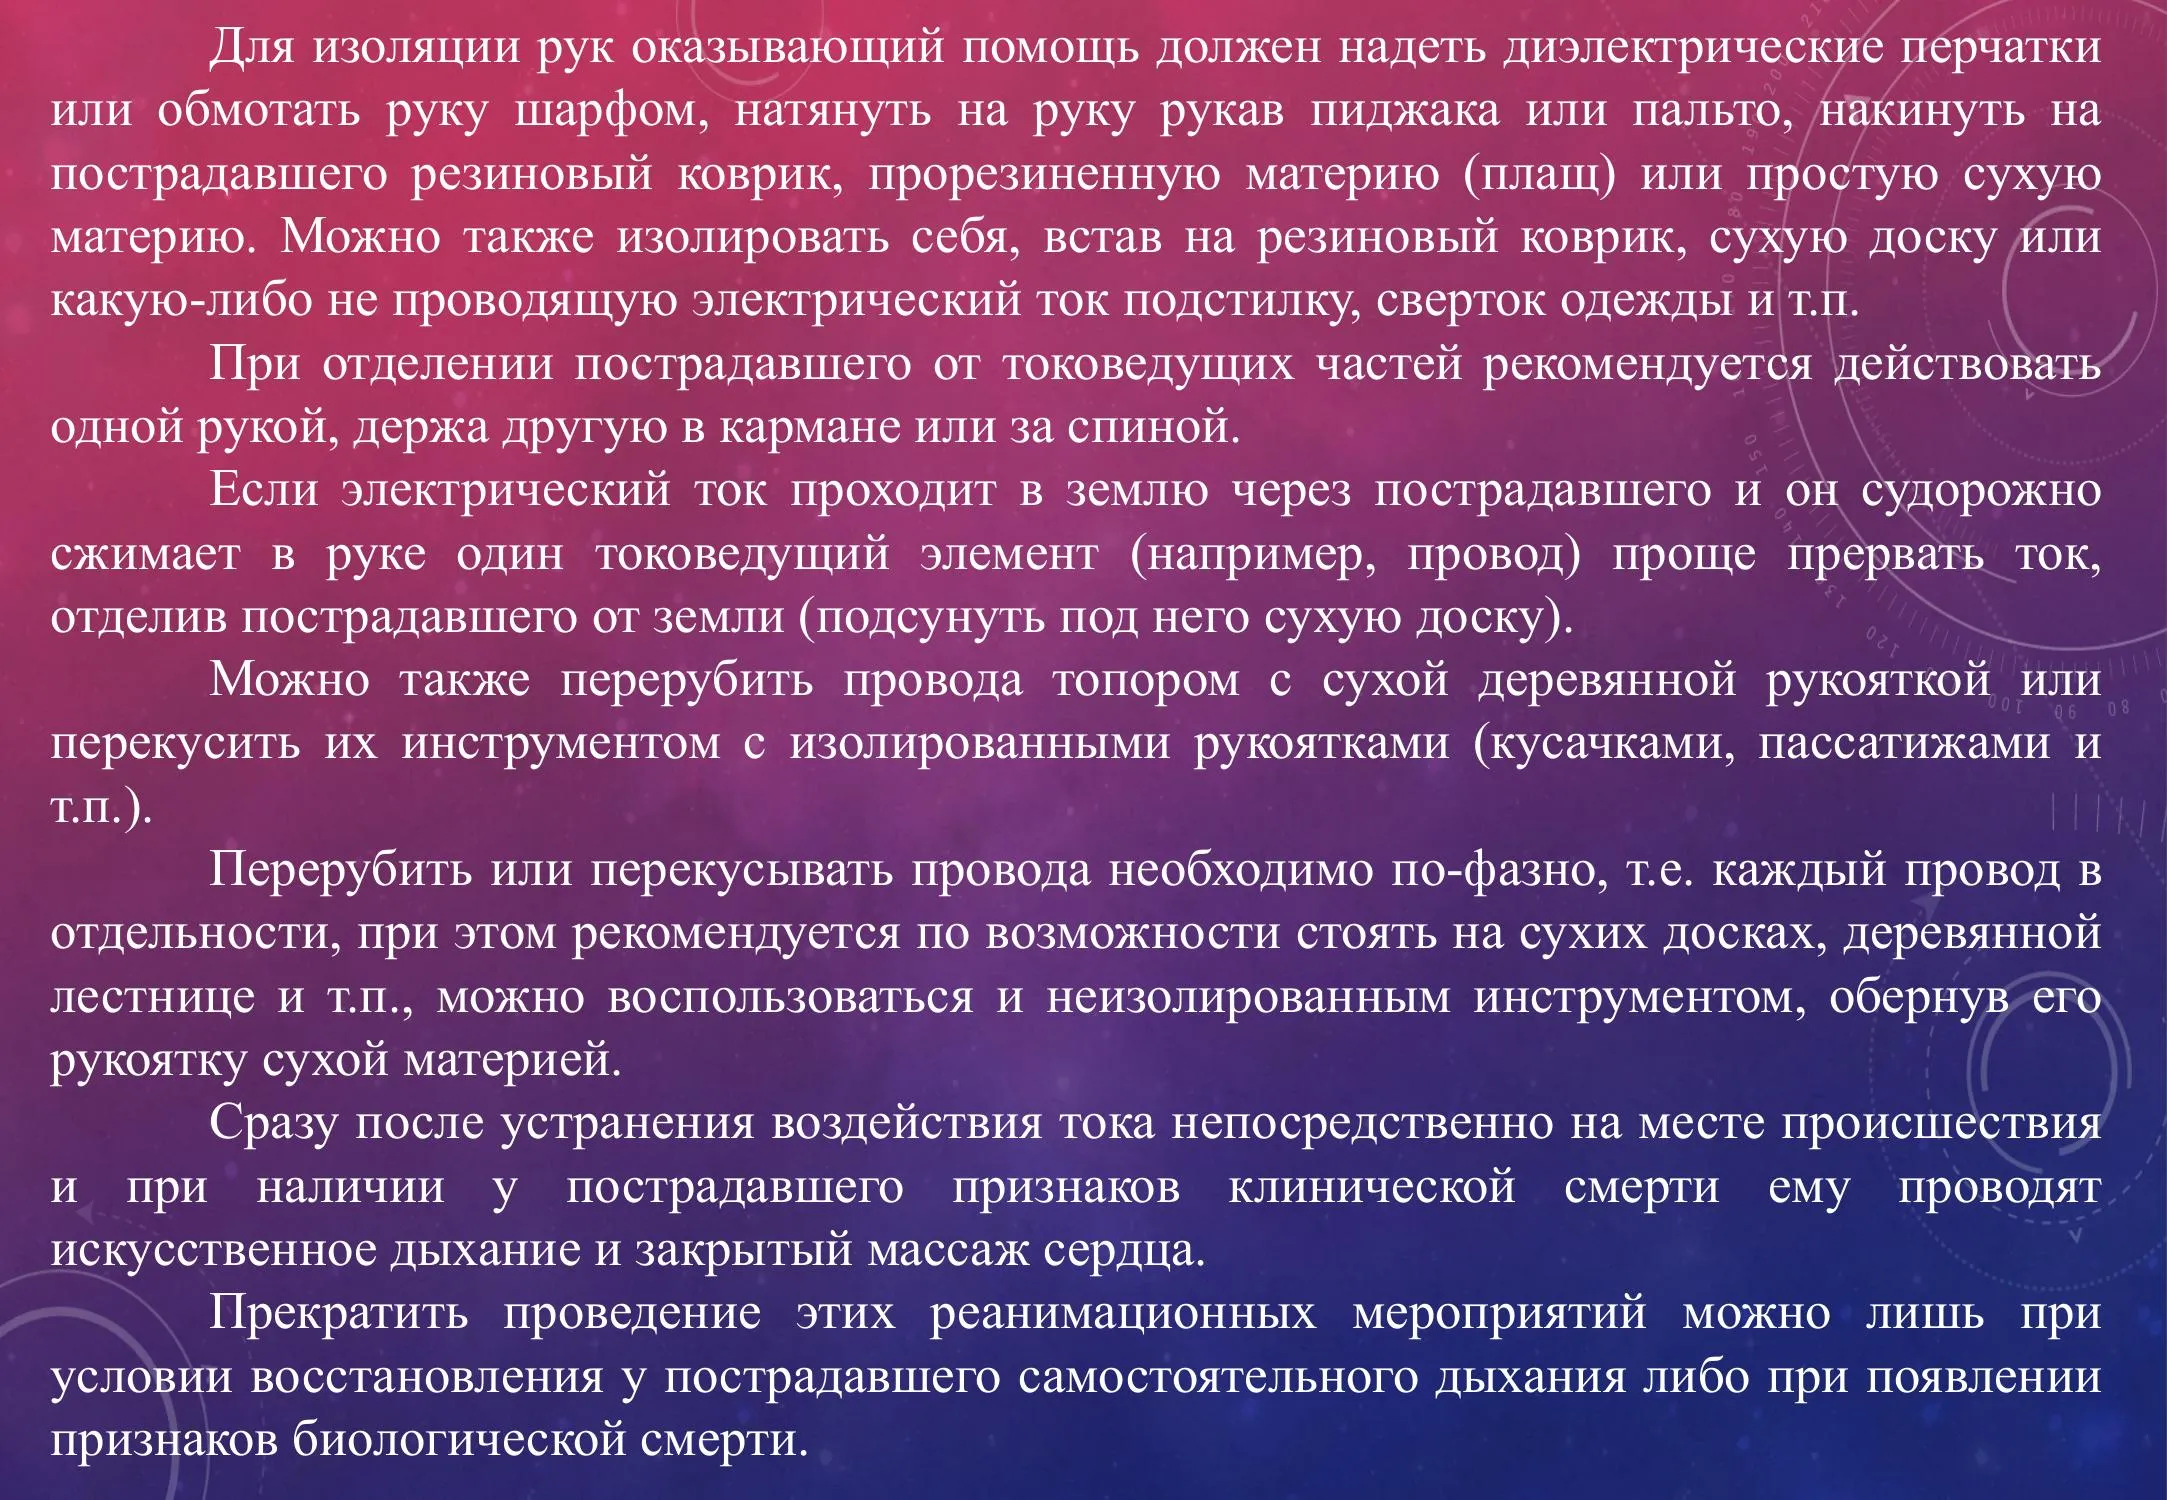 Для изоляции рук оказывающий помощь должен надеть диэлектрические перчатки
или обмотать руку шарфом, натянуть на руку рукав пиджака или пальто, накинуть на
пострадавшего резиновый коврик, прорезиненную материю (плащ) или простую сухую
материю. Можно также изолировать себя, встав на резиновый коврик, сухую доску или
какую-либо не проводящую электрический ток подстилку, сверток одежды и т.п.
При отделении пострадавшего от токоведущих частей рекомендуется действовать
одной рукой, держа другую в кармане или за спиной.
Если электрический ток проходит в землю через пострадавшего и он судорожно
сжимает в руке один токоведущий элемент (например, провод) проще прервать ток,
отделив пострадавшего от земли (подсунуть под него сухую доску).
Можно также перерубить провода топором с сухой деревянной рукояткой или
перекусить их инструментом с изолированными рукоятками (кусачками, пассатижами и
т.п.).
Перерубить или перекусывать провода необходимо по-фазно, т.е. каждый провод в
отдельности, при этом рекомендуется по возможности стоять на сухих досках, деревянной
лестнице и т.п., можно воспользоваться и неизолированным инструментом, обернув его
рукоятку сухой материей.
Сразу после устранения воздействия тока непосредственно на месте происшествия
и при наличии у пострадавшего признаков клинической смерти ему проводят
искусственное дыхание и закрытый массаж сердца.
Прекратить проведение этих реанимационных мероприятий можно лишь при
условии восстановления у пострадавшего самостоятельного дыхания либо при появлении
признаков биологической смерти.